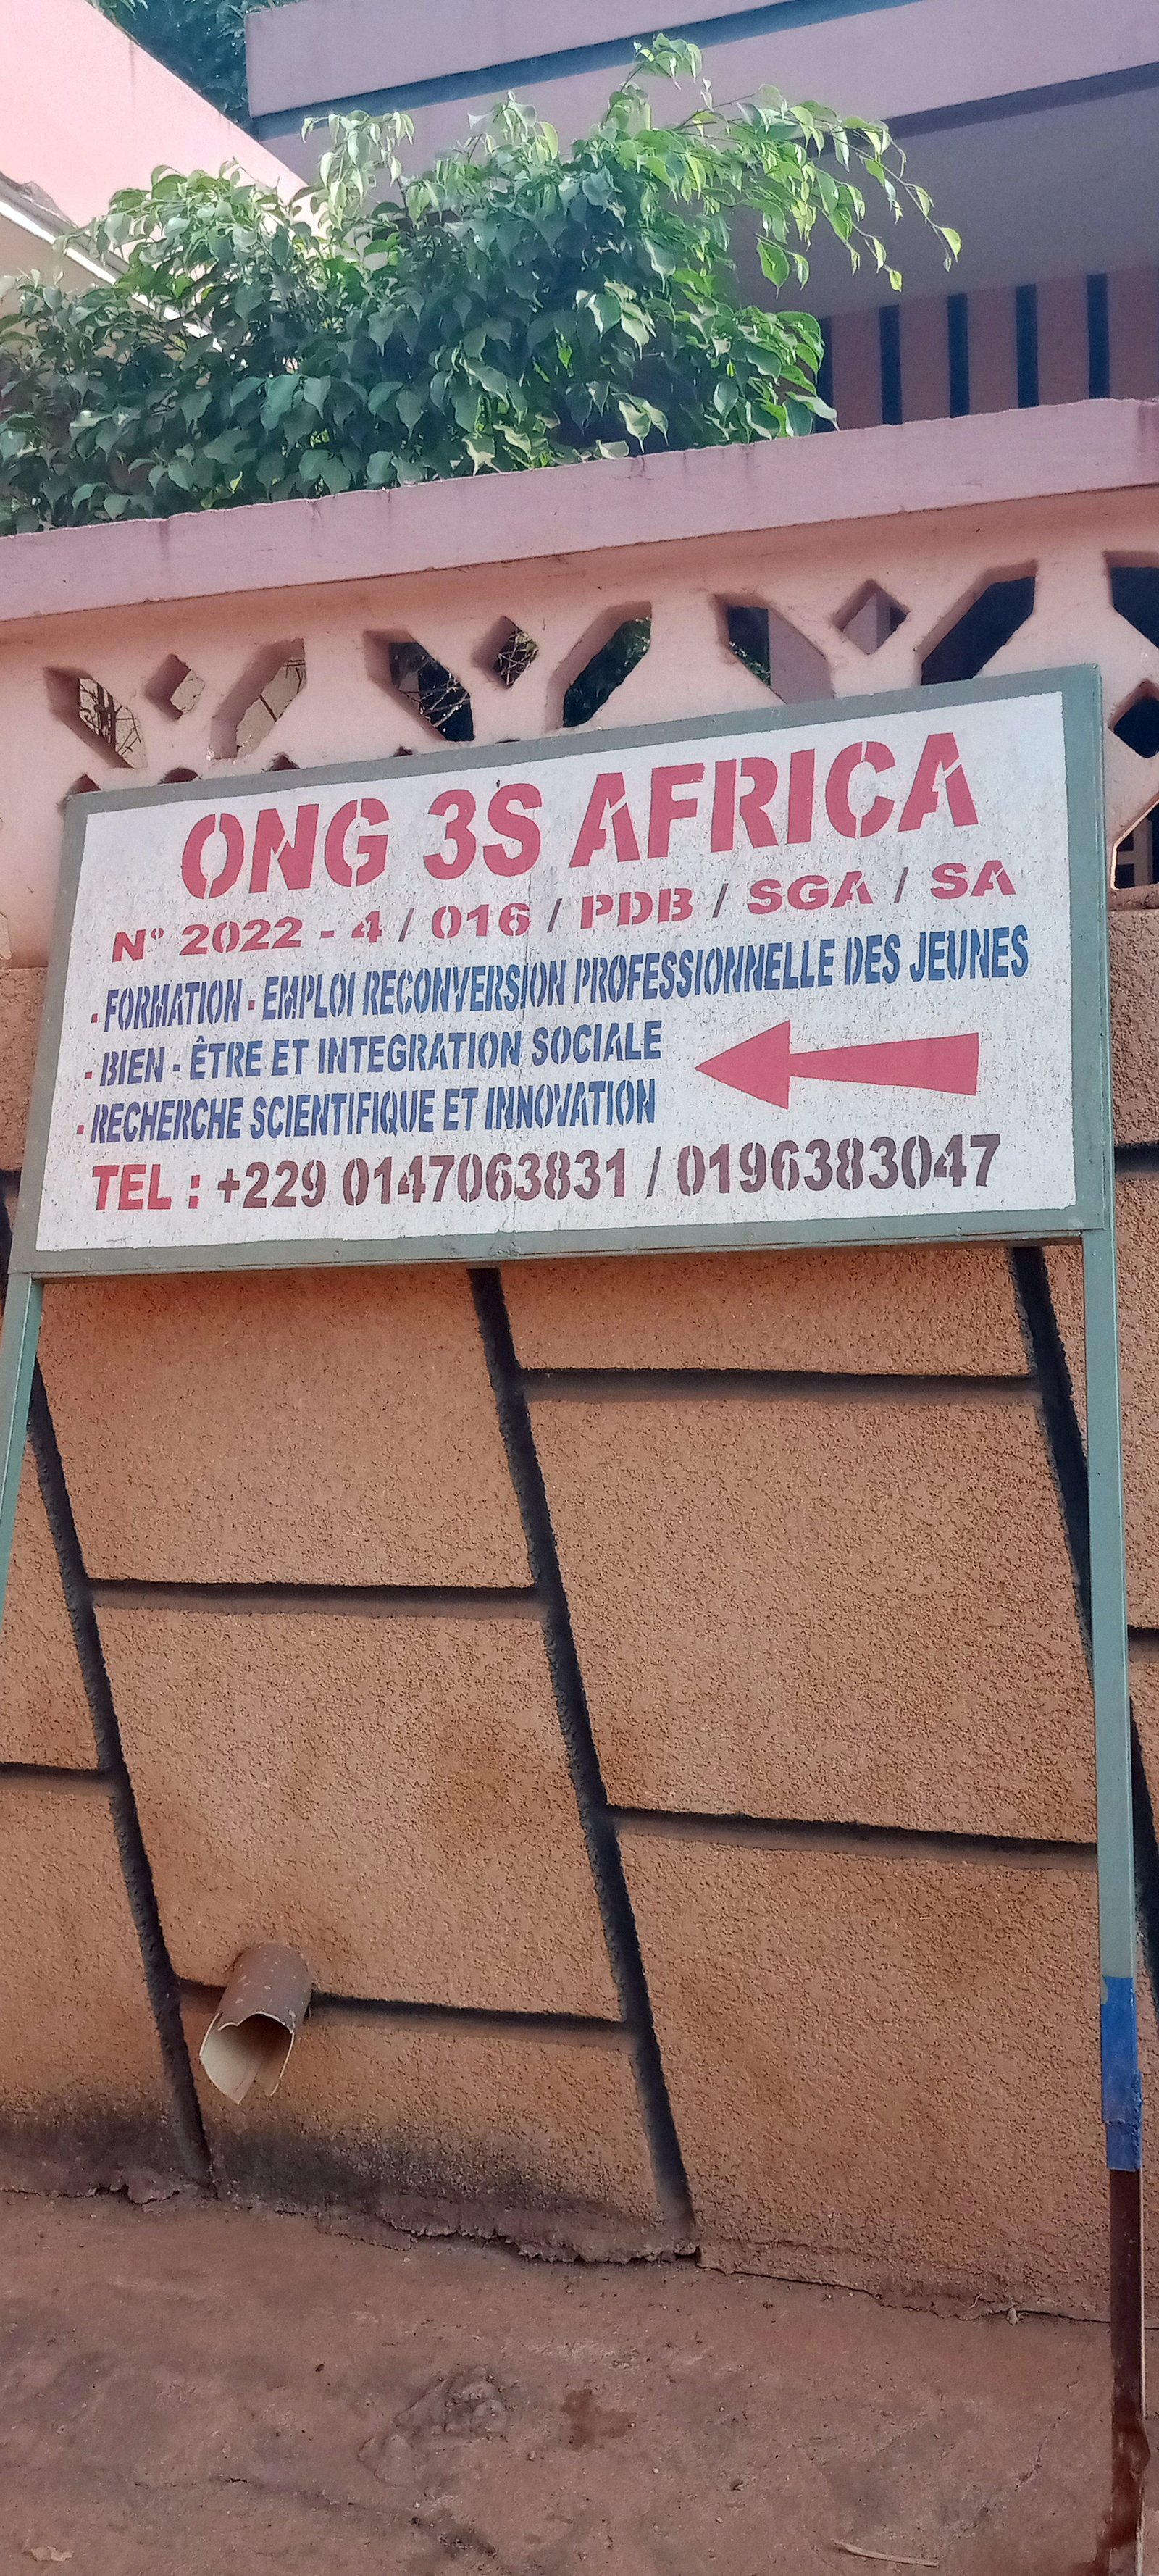 ONG 3S AFRICA
N° 2022 - 4 / 016 / PDB / SGA / SA
- FORMATION - EMPLOI RECONVERSION PROFESSIONNELLE DES JEUNES
- BIEN - ÊTRE ET INTEGRATION SOCIALE
- RECHERCHE SCIENTIFIQUE ET INNOVATION
TEL : +229 0147063831 / 0196383047